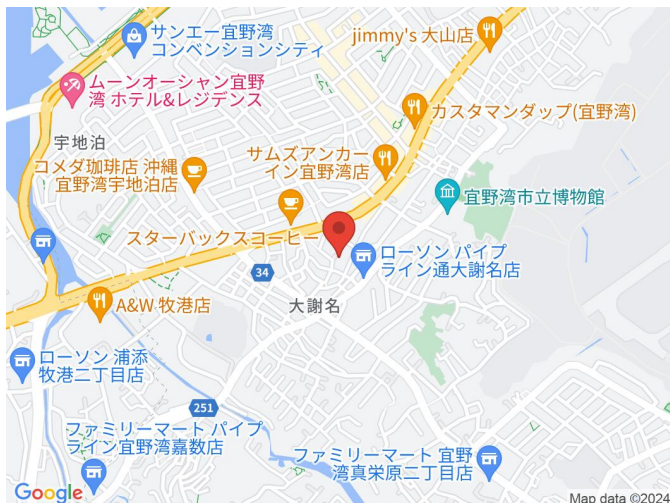 サンエー宜野湾
コンベンションシティ
jimmy's 大山店
ムーンオーシャン宜野
湾 ホテル&レジデンス
カスタマンダップ(宜野湾)
宇地泊
コメダ珈琲店 沖縄
宜野湾宇地泊店
サムズアンカー
イン宜野湾店
宜野湾市立博物館
スターバックスコーヒー
ローソン パイプ
ライン通大謝名店
34
大謝名
A&W 牧港店
ローソン 浦添
牧港二丁目店
251
ファミリーマート パイプ
ライン宜野湾嘉数店
ファミリーマート 宜野
湾真栄原二丁目店
Google
Map data ©2024